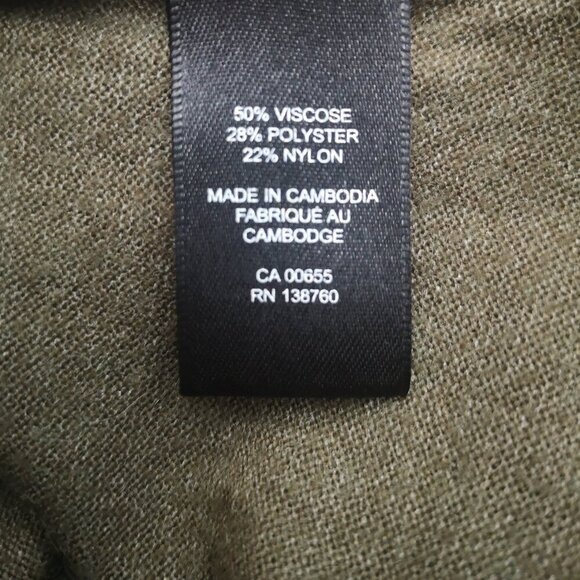 50% VISCOSE
28% POLYSTER
22% NYLON
MADE IN CAMBODIA
FABRIQUÉ AU
CAMBODGE
CA 00655
RN 138760